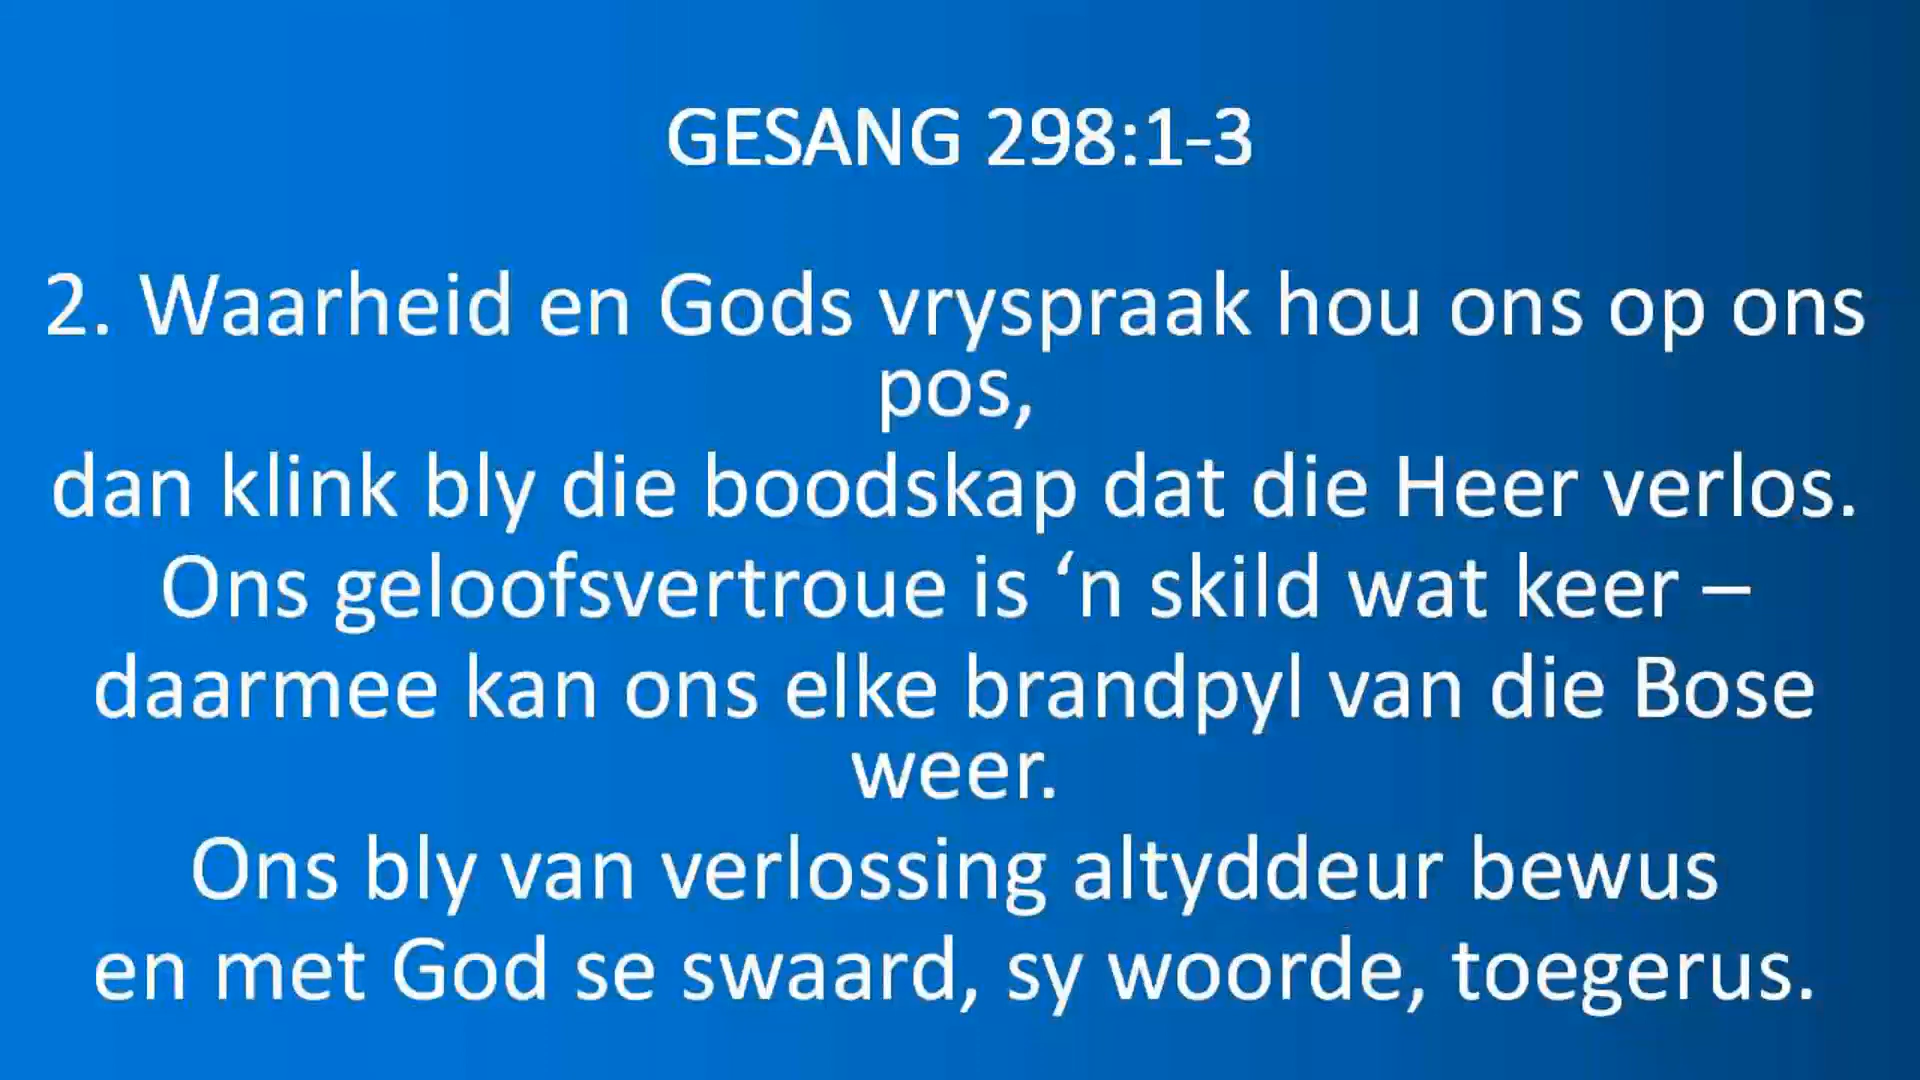 GESANG 298:1-3
2. Waarheid en Gods vryspraak hou ons op ons
pos,
dan klink bly die boodskap dat die Heer verlos.
Ons geloofsvertroue is ‘n skild wat keer –
daarmee kan ons elke brandpyl van die Bose
weer.
Ons bly van verlossing altyddeur bewus
en met God se swaard, sy woorde, toegerus.